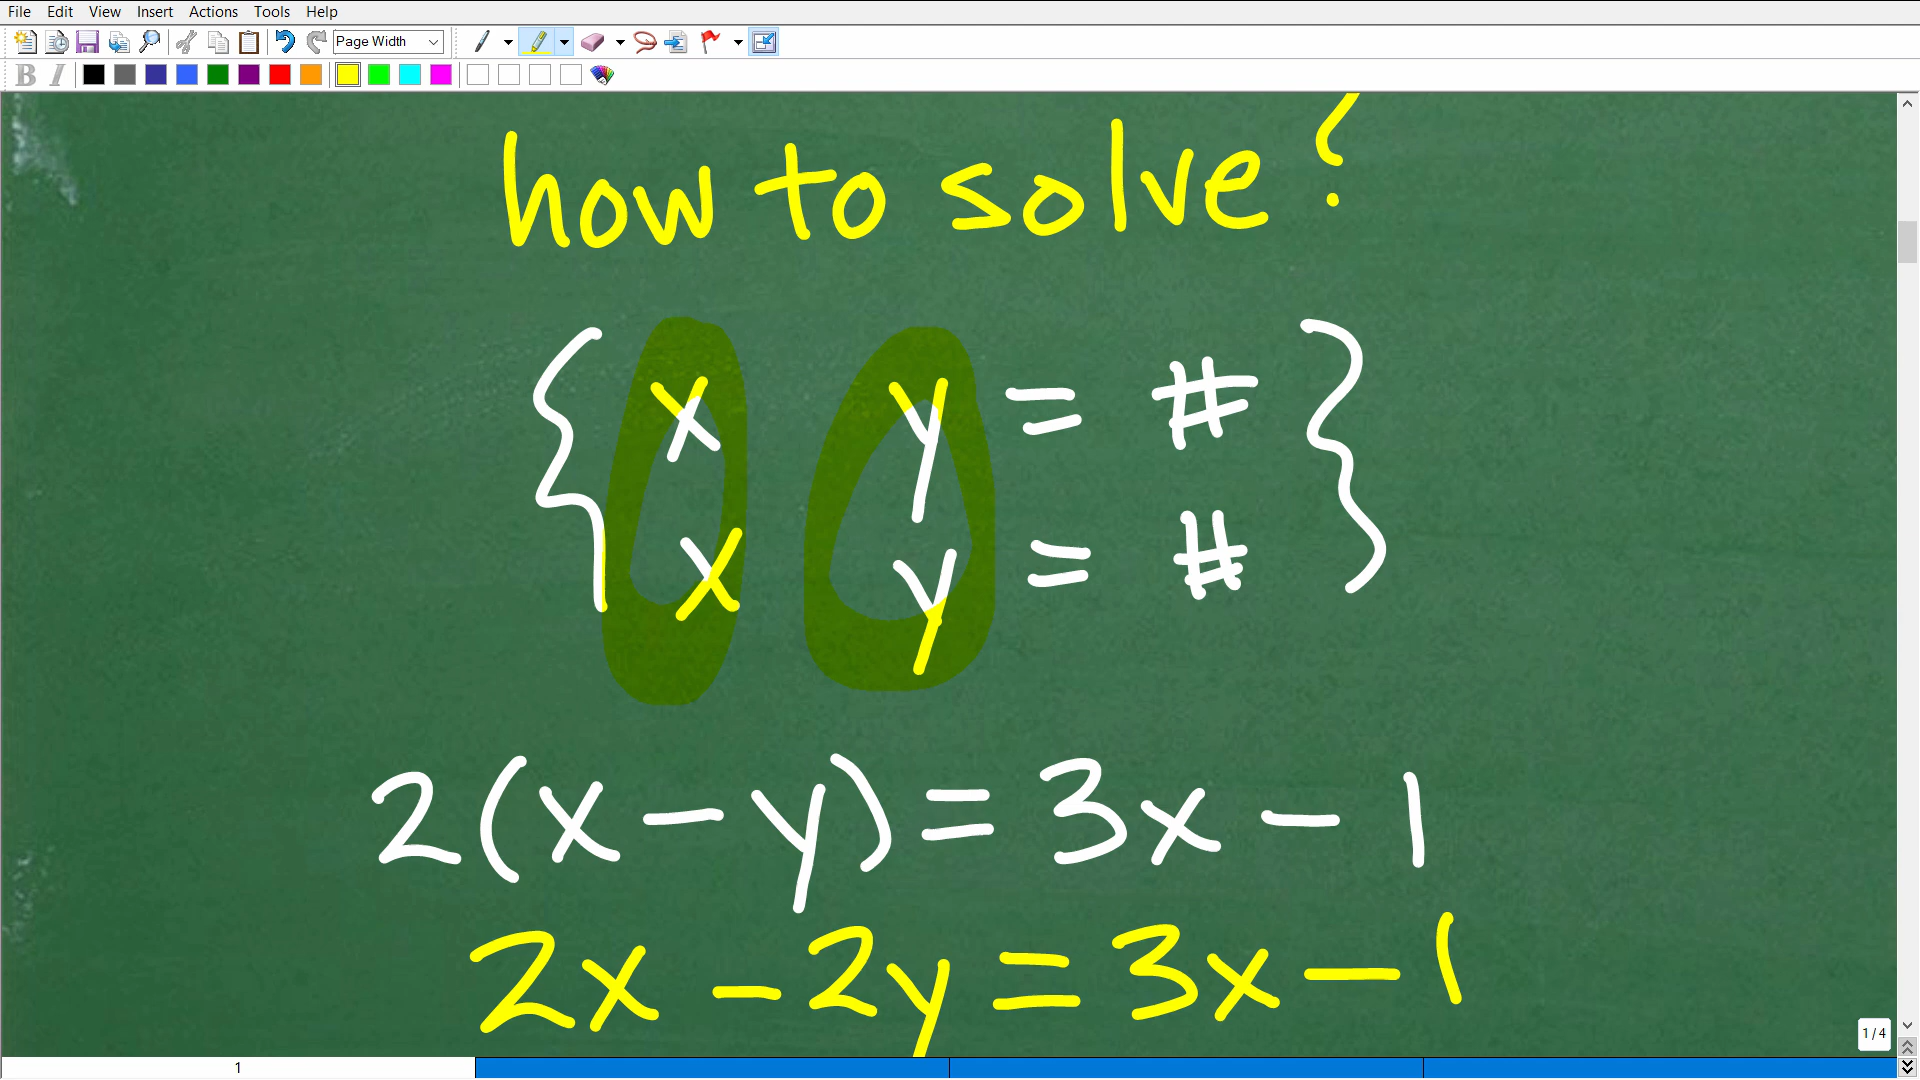 File Edit View Insert Actions Tools Help
Page Width
B I
how to solve?
{ x y = # }
x y = #
2(x - y) = 3x - 1
2x - 2y = 3x - 1
1 / 4
1